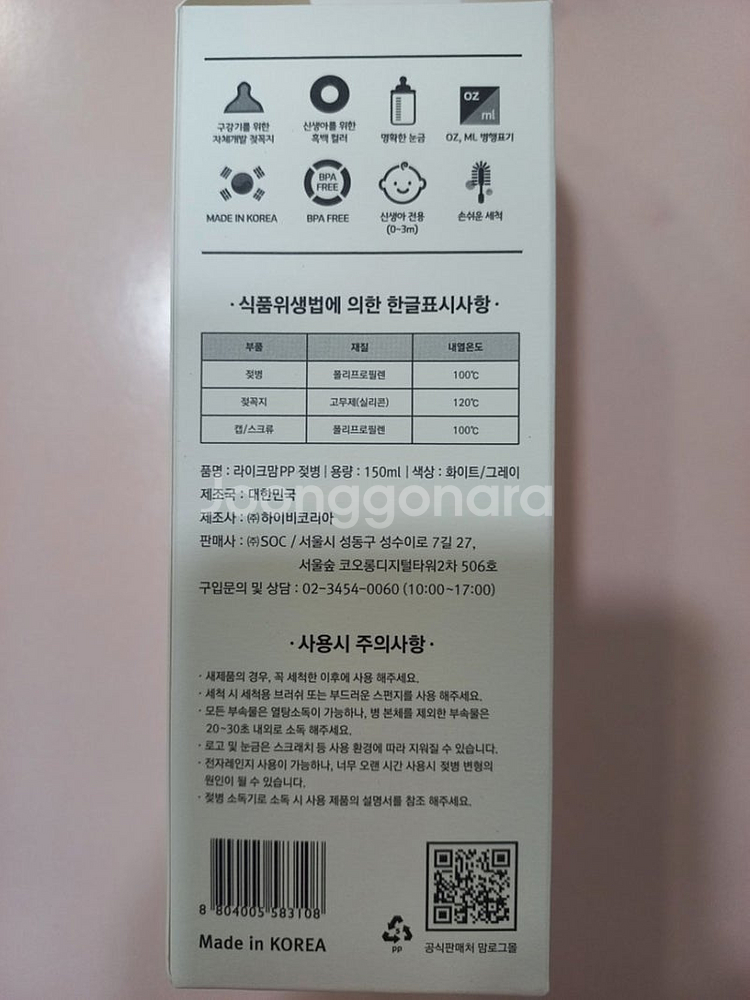 구강기를 위한
자체개발 젖꼭지
신생아를 위한
흑백 컬러
명확한 눈금
OZ
ml
OZ, ML 병행표기
MADE IN KOREA
BPA
FREE
BPA FREE
신생아 전용
(0~3m)
손쉬운 세척
·식품위생법에 의한 한글표시사항·
부품 재질 내열온도
젖병 폴리프로필렌 100℃
젖꼭지 고무제(실리콘) 120℃
캡/스크류 폴리프로필렌 100℃
품명 : 라이크맘PP 젖병 | 용량 : 150ml | 색상 : 화이트/그레이
제조국 : 대한민국
Joonggonara
제조사 : ㈜하이비코리아
판매사 : ㈜SOC / 서울시 성동구 성수이로 7길 27,
서울숲 코오롱디지털타워2차 506호
구입문의 및 상담 : 02-3454-0060 (10:00~17:00)
·사용시 주의사항·
· 새제품의 경우, 꼭 세척한 이후에 사용 해주세요.
· 세척 시 세척용 브러쉬 또는 부드러운 스펀지를 사용 해주세요.
· 모든 부속물은 열탕소독이 가능하나, 병 본체를 제외한 부속물은
20~30초 내외로 소독 해주세요.
· 로고 및 눈금은 스크래치 등 사용 환경에 따라 지워질 수 있습니다.
· 전자레인지 사용이 가능하나, 너무 오랜 시간 사용시 젖병 변형의
원인이 될 수 있습니다.
· 젖병 소독기로 소독 시 사용 제품의 설명서를 참조 해주세요.
8 804005 583108
Made in KOREA
5
PP
공식판매처 맘로그몰